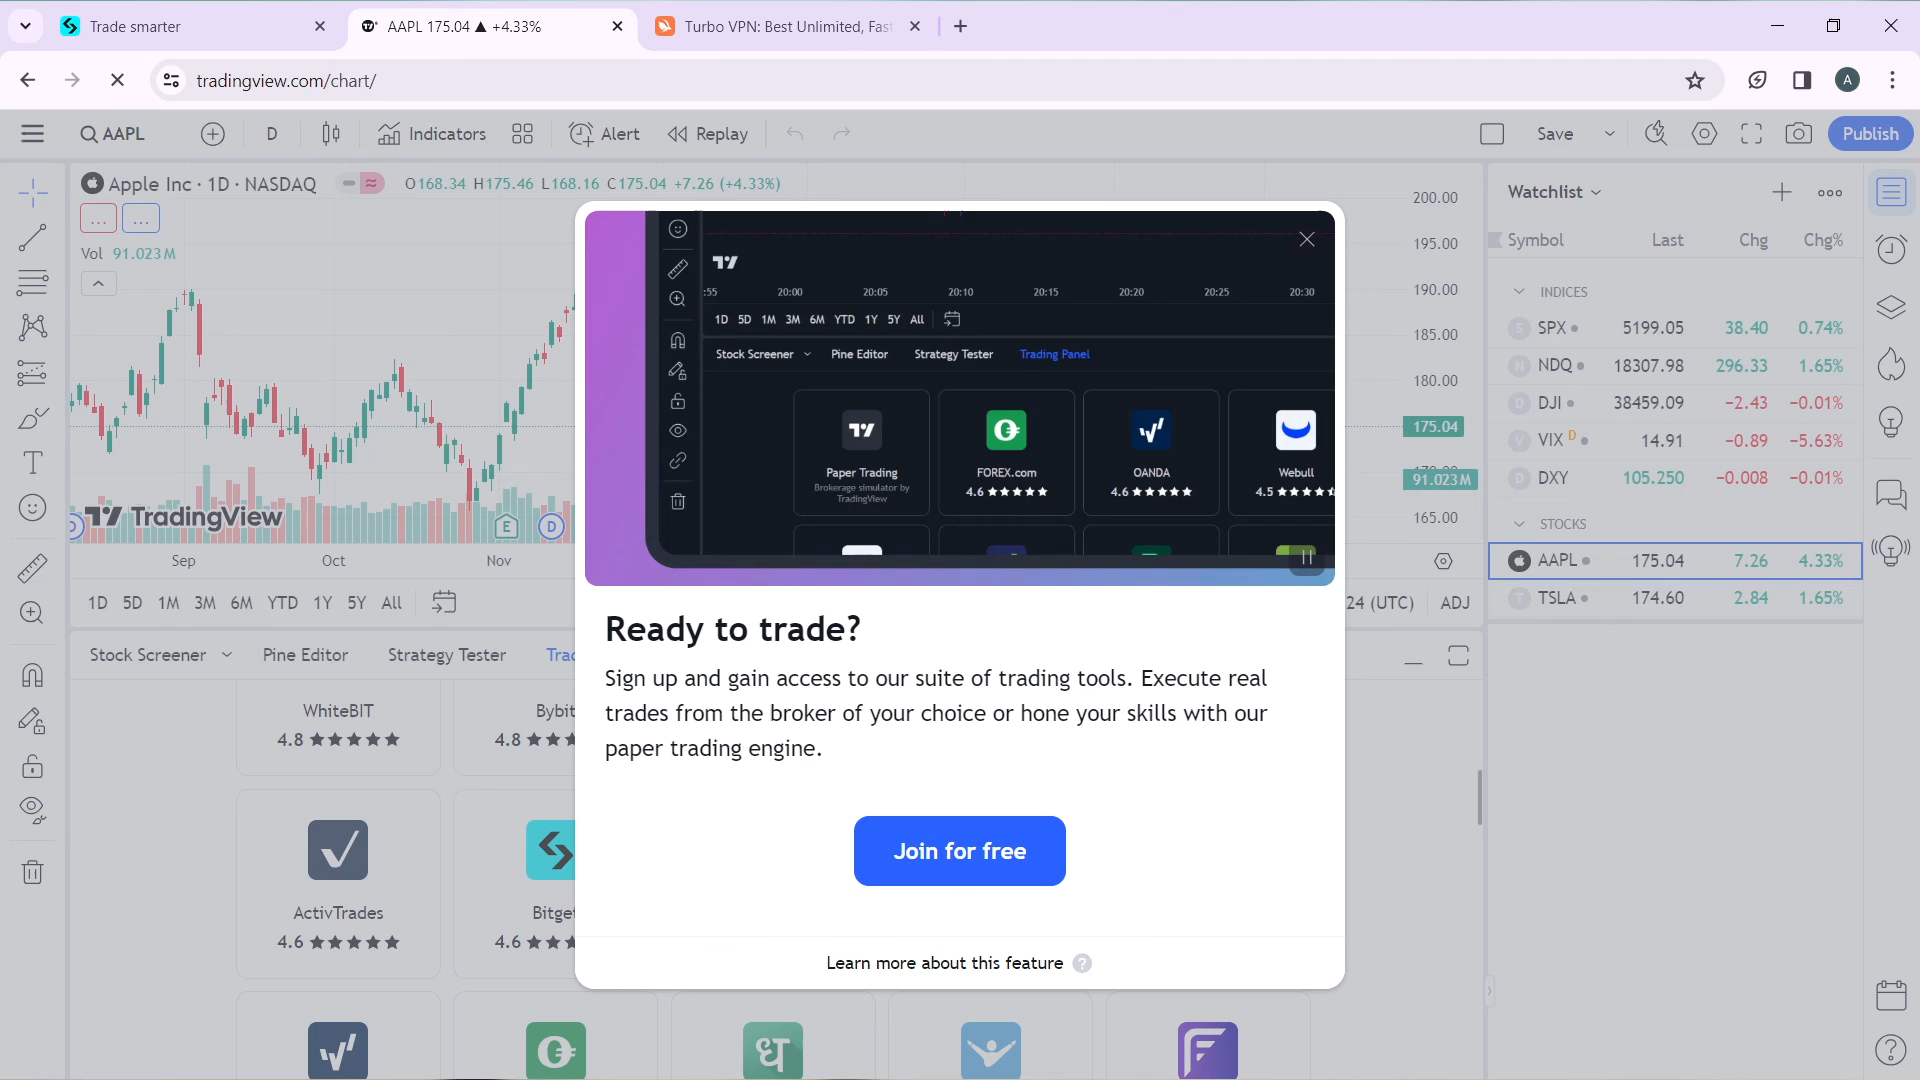 Trade smarter
AAPL 175.04 ▲ +4.33%
Turbo VPN: Best Unlimited, Fast
tradingview.com/chart/
A
AAPL
D
Indicators
Alert
Replay
Save
Publish
Apple Inc · 1D · NASDAQ
O168.34 H175.46 L168.16 C175.04 +7.26 (+4.33%)
... ...
Vol 91.023M
200.00
195.00
190.00
185.00
180.00
175.04
91.023M
165.00
TradingView
E
D
Sep Oct Nov
1D 5D 1M 3M 6M YTD 1Y 5Y All
24 (UTC) ADJ
Stock Screener
Pine Editor
Strategy Tester
WhiteBIT
4.8 ★★★★★
Bybit
4.8
ActivTrades
4.6 ★★★★★
4.6
ध
Watchlist
Symbol Last Chg Chg%
INDICES
SPX 5199.05 38.40 0.74%
NDQ 18307.98 296.33 1.65%
DJI 38459.09 −2.43 −0.01%
VIX D 14.91 −0.89 −5.63%
DXY 105.250 −0.008 −0.01%
STOCKS
AAPL 175.04 7.26 4.33%
TSLA 174.60 2.84 1.65%
:55 20:00 20:05 20:10 20:15 20:20 20:25 20:30
1D 5D 1M 3M 6M YTD 1Y 5Y All
Stock Screener Pine Editor Strategy Tester Trading Panel
Paper Trading
Brokerage simulator by
TradingView
FOREX.com
4.6 ★★★★★
OANDA
4.6 ★★★★★
Webull
4.5
Ready to trade?
Sign up and gain access to our suite of trading tools. Execute real
trades from the broker of your choice or hone your skills with our
paper trading engine.
Join for free
Learn more about this feature ?